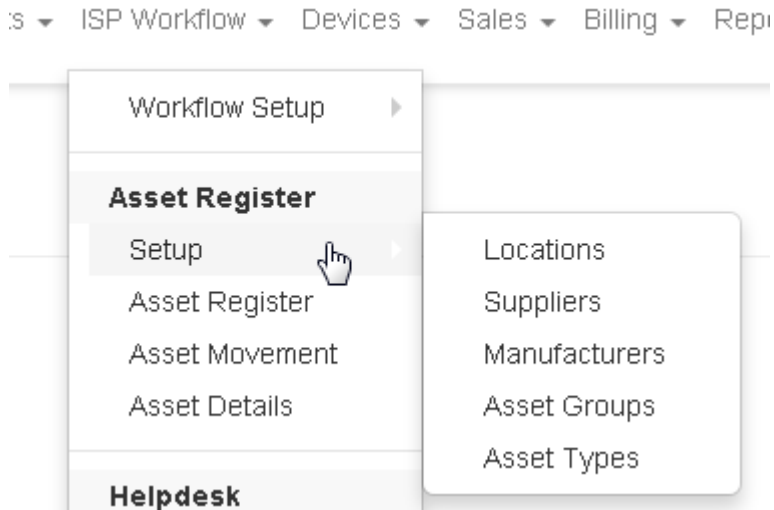 ISP Workflow Devices Sales Billing
Workflow Setup
Asset Register
Setup
Asset Register
Asset Movement
Asset Details
Helpdesk
Locations
Suppliers
Manufacturers
Asset Groups
Asset Types